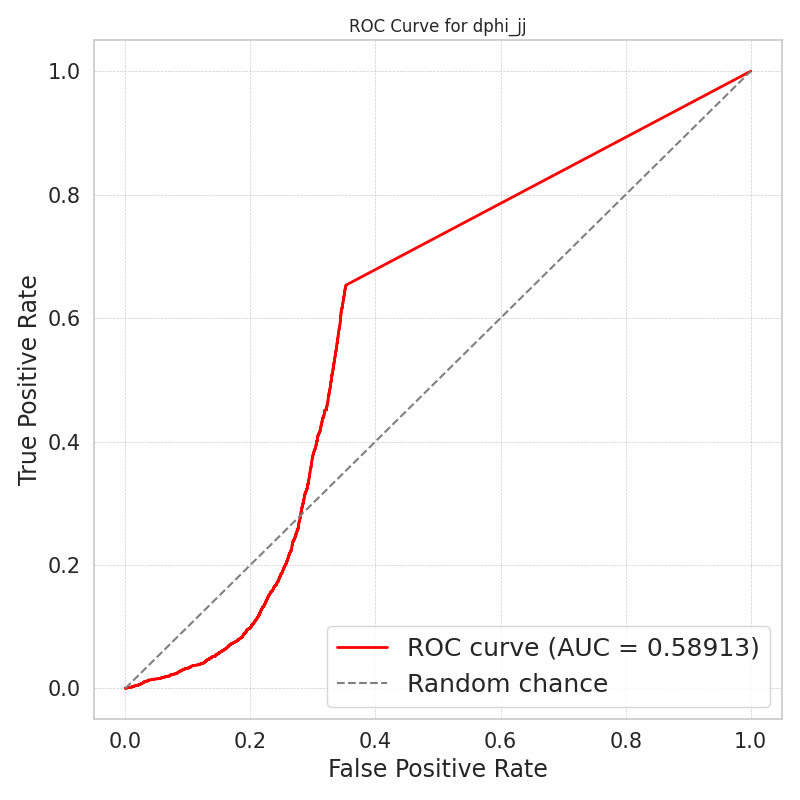 ROC Curve for dphi_jj
True Positive Rate
1.0
0.8
0.6
0.4
0.2
0.0
ROC curve (AUC = 0.58913)
Random chance
0.0 0.2 0.4 0.6 0.8 1.0
False Positive Rate